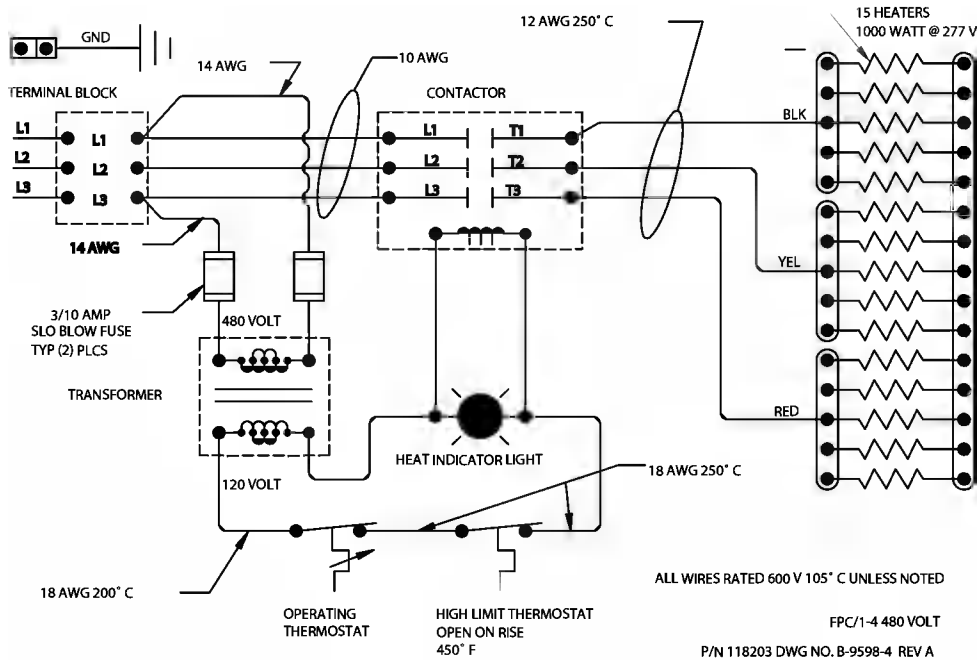 GND
14 AWG
10 AWG
12 AWG 250° C
15 HEATERS
1000 WATT @ 277 V
TERMINAL BLOCK
CONTACTOR
L1
L2
L3
L1
L2
L3
L1
L2
L3
T1
T2
T3
BLK
YEL
RED
14 AWG
3/10 AMP
SLO BLOW FUSE
TYP (2) PLCS
480 VOLT
TRANSFORMER
120 VOLT
HEAT INDICATOR LIGHT
18 AWG 250° C
18 AWG 200° C
OPERATING
THERMOSTAT
HIGH LIMIT THERMOSTAT
OPEN ON RISE
450° F
ALL WIRES RATED 600 V 105° C UNLESS NOTED
FPC/1-4 480 VOLT
P/N 118203 DWG NO. B-9598-4 REV A